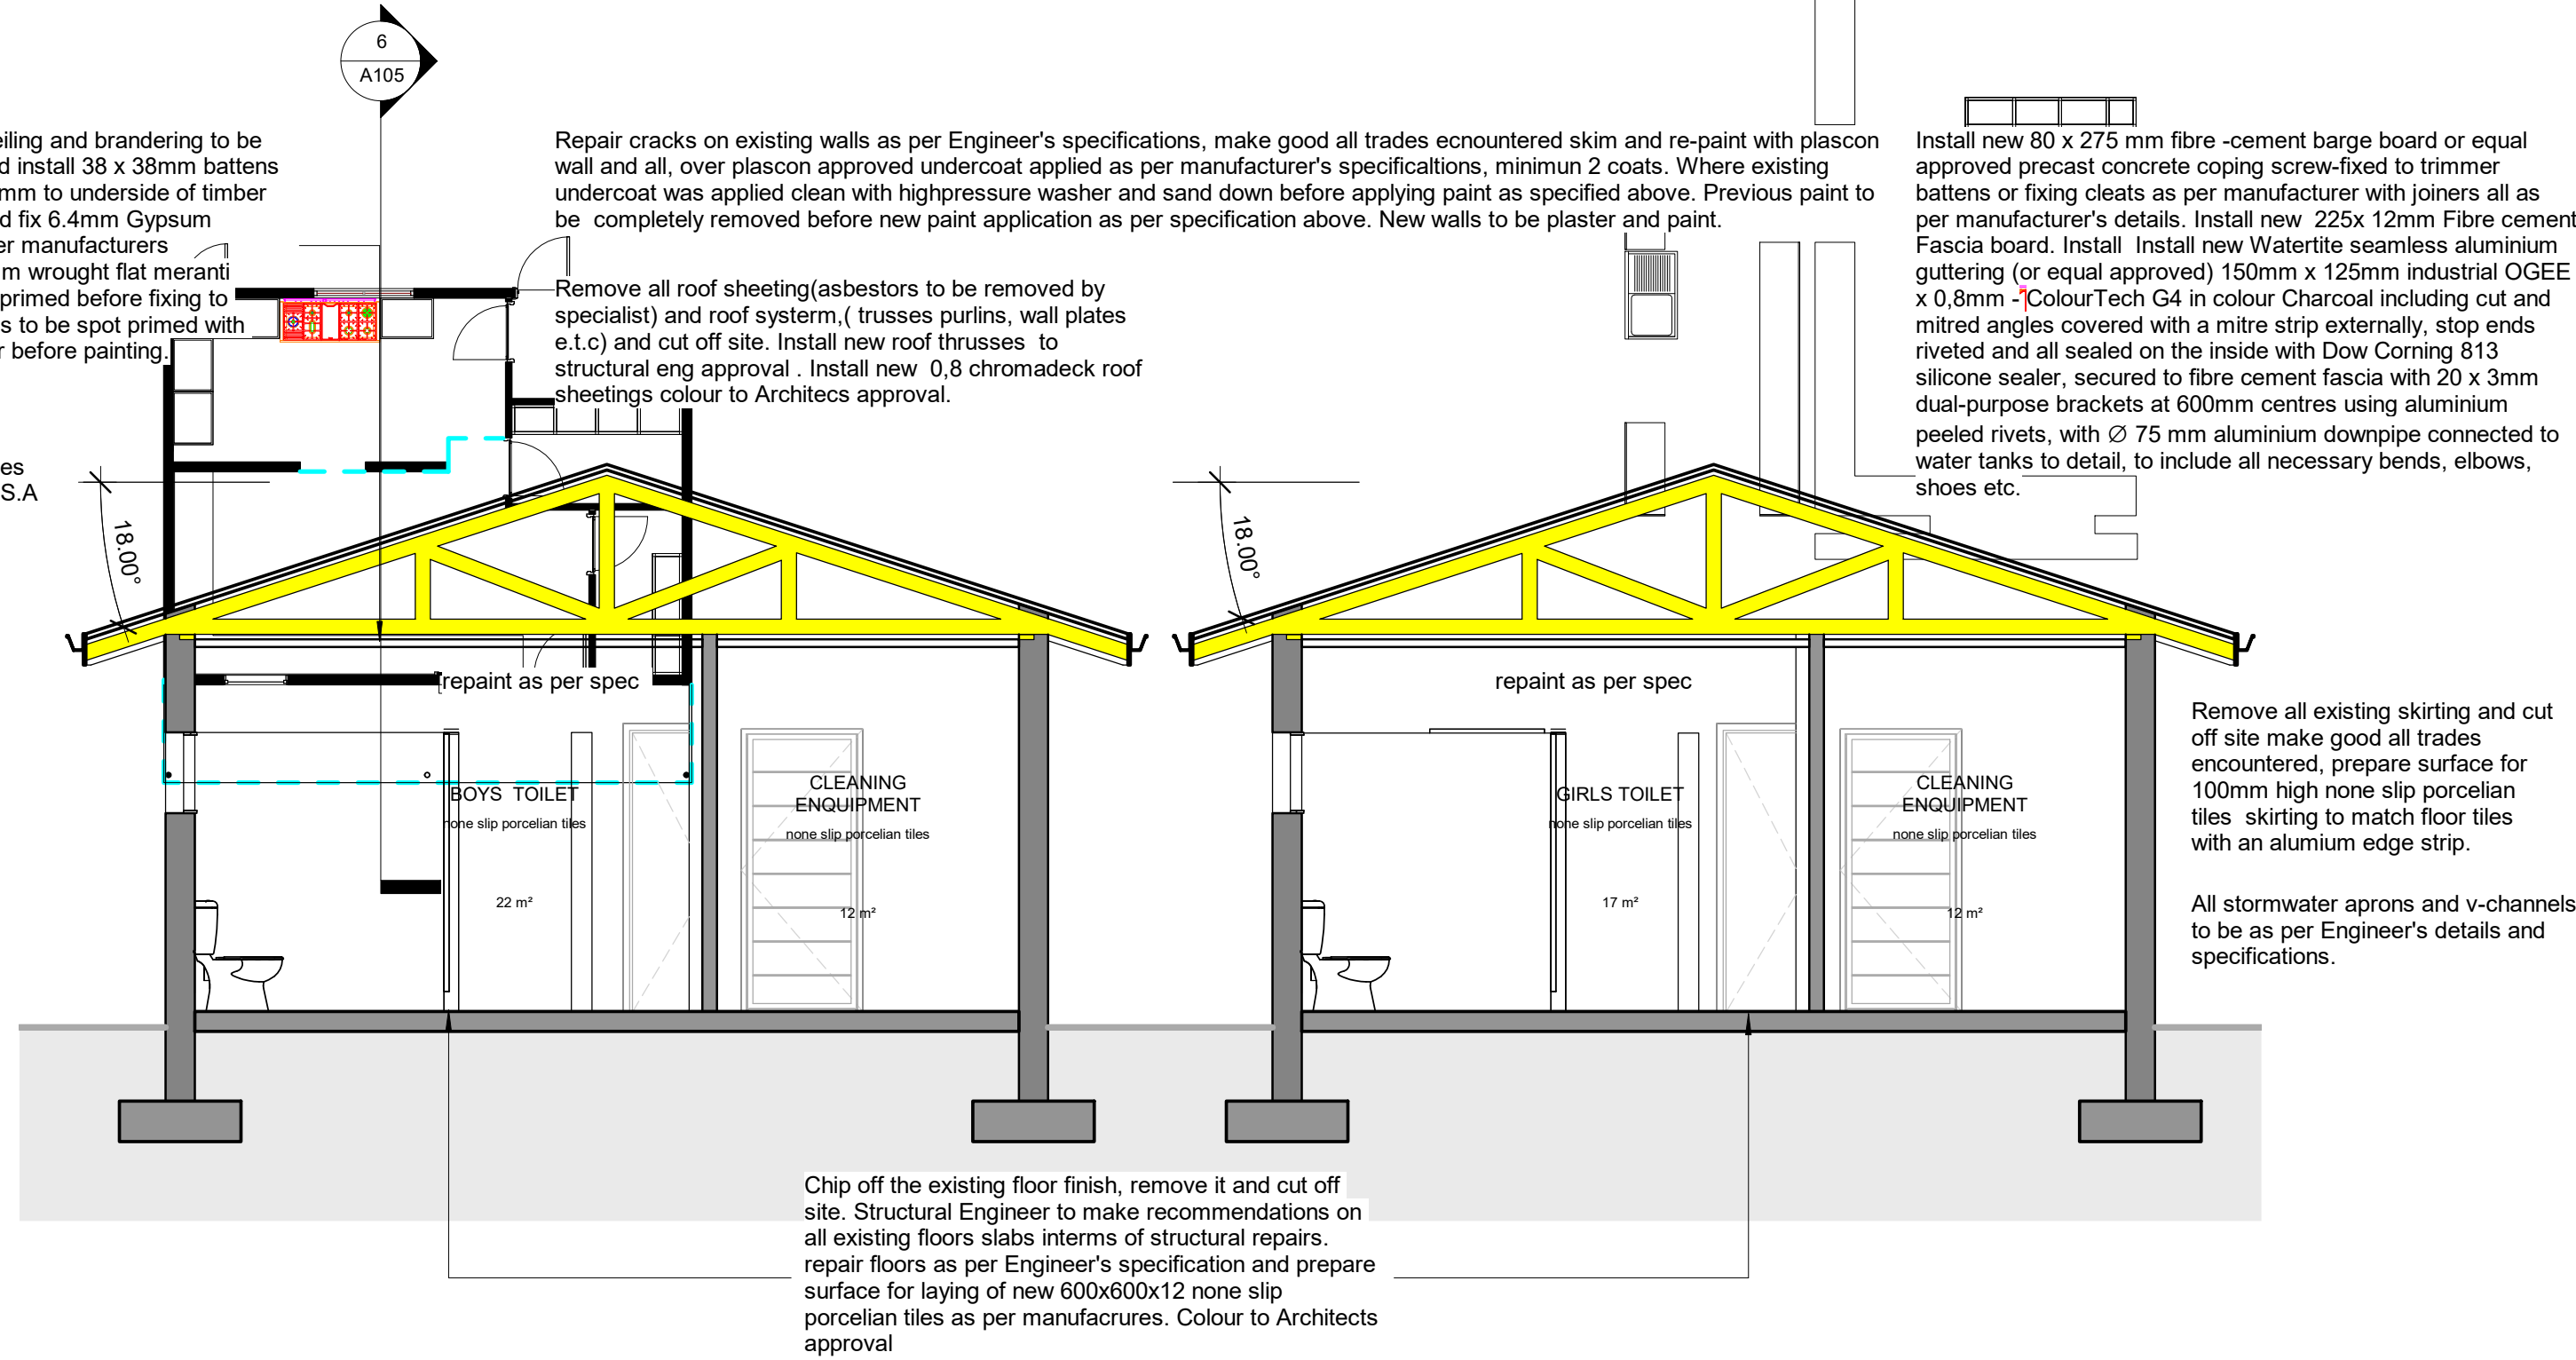 6
A105
eiling and brandering to be
d install 38 x 38mm battens
mm to underside of timber
d fix 6.4mm Gypsum
er manufacturers
m wrought flat meranti
primed before fixing to
s to be spot primed with
r before painting.
es
S.A
Repair cracks on existing walls as per Engineer's specifications, make good all trades ecnountered skim and re-paint with plascon
wall and all, over plascon approved undercoat applied as per manufacturer's specificaltions, minimun 2 coats. Where existing
undercoat was applied clean with highpressure washer and sand down before applying paint as specified above. Previous paint to
be completely removed before new paint application as per specification above. New walls to be plaster and paint.
Remove all roof sheeting(asbestors to be removed by
specialist) and roof systerm,( trusses purlins, wall plates
e.t.c) and cut off site. Install new roof thrusses to
structural eng approval . Install new 0,8 chromadeck roof
sheetings colour to Architecs approval.
Install new 80 x 275 mm fibre -cement barge board or equal
approved precast concrete coping screw-fixed to trimmer
battens or fixing cleats as per manufacturer with joiners all as
per manufacturer's details. Install new 225x 12mm Fibre cement
Fascia board. Install Install new Watertite seamless aluminium
guttering (or equal approved) 150mm x 125mm industrial OGEE
x 0,8mm - ColourTech G4 in colour Charcoal including cut and
mitred angles covered with a mitre strip externally, stop ends
riveted and all sealed on the inside with Dow Corning 813
silicone sealer, secured to fibre cement fascia with 20 x 3mm
dual-purpose brackets at 600mm centres using aluminium
peeled rivets, with ∅ 75 mm aluminium downpipe connected to
water tanks to detail, to include all necessary bends, elbows,
shoes etc.
18.00°
18.00°
repaint as per spec
repaint as per spec
BOYS TOILET
none slip porcelian tiles
22 m²
CLEANING
ENQUIPMENT
none slip porcelian tiles
12 m²
GIRLS TOILET
none slip porcelian tiles
17 m²
CLEANING
ENQUIPMENT
none slip porcelian tiles
12 m²
Remove all existing skirting and cut
off site make good all trades
encountered, prepare surface for
100mm high none slip porcelian
tiles skirting to match floor tiles
with an alumium edge strip.
All stormwater aprons and v-channels
to be as per Engineer's details and
specifications.
Chip off the existing floor finish, remove it and cut off
site. Structural Engineer to make recommendations on
all existing floors slabs interms of structural repairs.
repair floors as per Engineer's specification and prepare
surface for laying of new 600x600x12 none slip
porcelian tiles as per manufacrures. Colour to Architects
approval